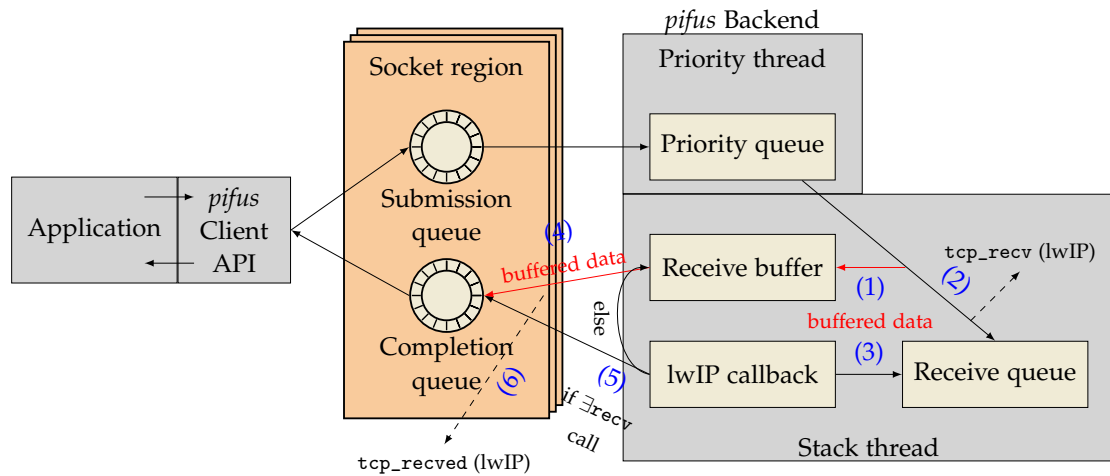 pifus Backend
Socket region
Priority thread
Priority queue
Submission
queue
Application
pifus
Client
API
(4)
buffered data
Receive buffer
(1)
(2)
tcp_recv (lwIP)
buffered data
else
Completion
queue
(6)
(5)
lwIP callback
(3)
Receive queue
if ∃recv
call
tcp_recved (lwIP)
Stack thread